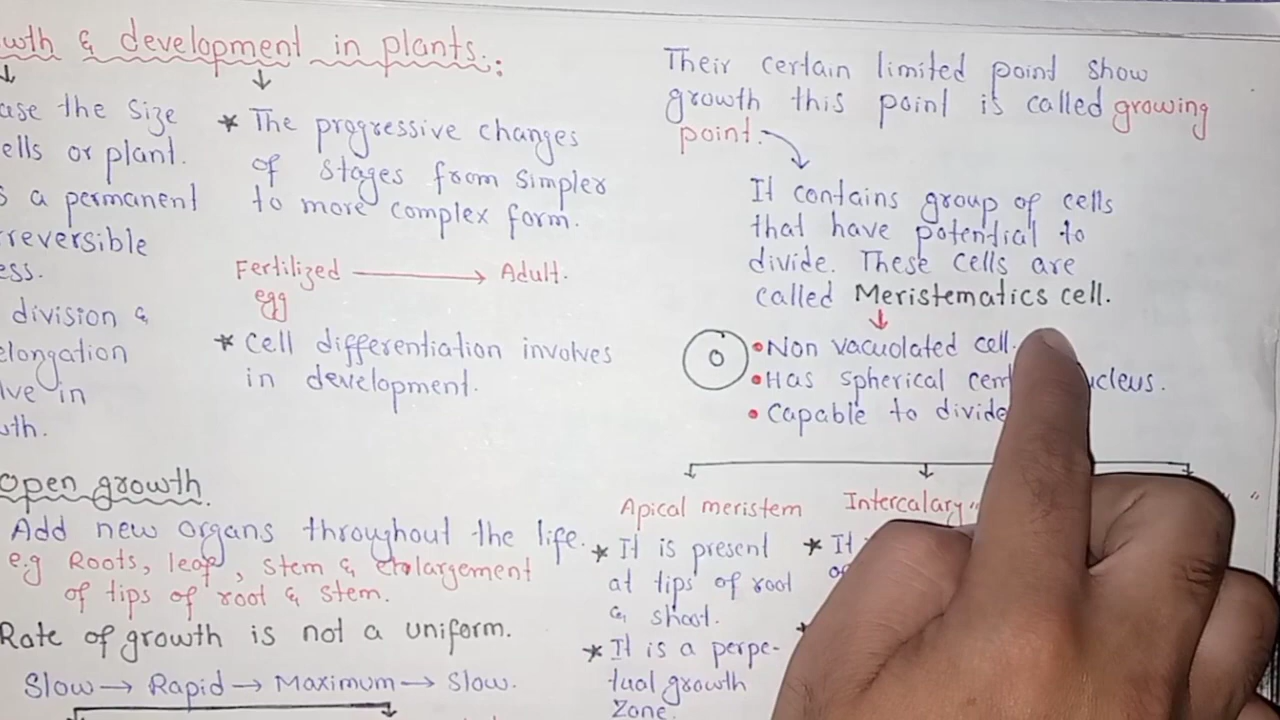 wth & development in plants.:
ase the size
ells or plant.
s a permanent
rreversible
ess.
division &
elongation
lve in
wth.
* The progressive changes
of stages from simpler
to more complex form.
Fertilized → Adult.
egg
* Cell differentiation involves
in development.
Open growth.
Add new organs throughout the life.
e.g Roots, leaf, stem & enlargement
of tips of root & stem.
Rate of growth is not a uniform.
Slow → Rapid → Maximum → Slow.
Their certain limited point show
growth this point is called growing
point.
It contains group of cells
that have potential to
divide. These cells are
called Meristematics cell.
• Non vacuolated cell.
• Has spherical cen ucleus.
• Capable to divide
Apical meristem
* It is present
at tips of root
& shoot.
* It is a perpe-
tual growth
Zone.
Intercalary "
* It
"